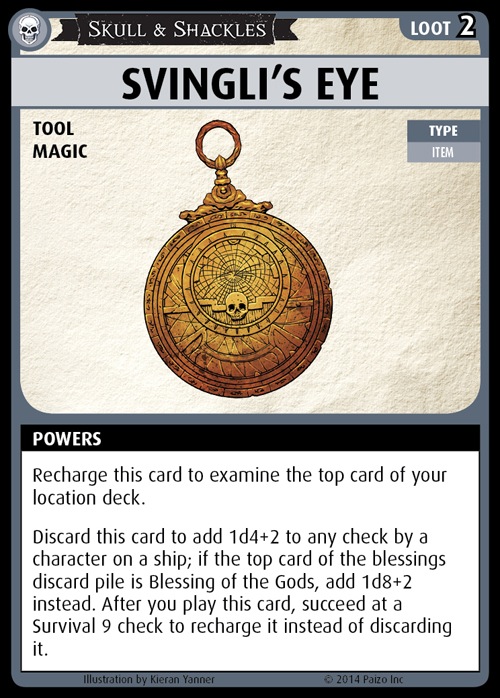 SKULL & SHACKLES
LOOT 2
SVINGLI'S EYE
TOOL
MAGIC
TYPE
ITEM
POWERS
Recharge this card to examine the top card of your
location deck.
Discard this card to add 1d4+2 to any check by a
character on a ship; if the top card of the blessings
discard pile is Blessing of the Gods, add 1d8+2
instead. After you play this card, succeed at a
Survival 9 check to recharge it instead of discarding
it.
Illustration by Kieran Yanner
© 2014 Paizo Inc